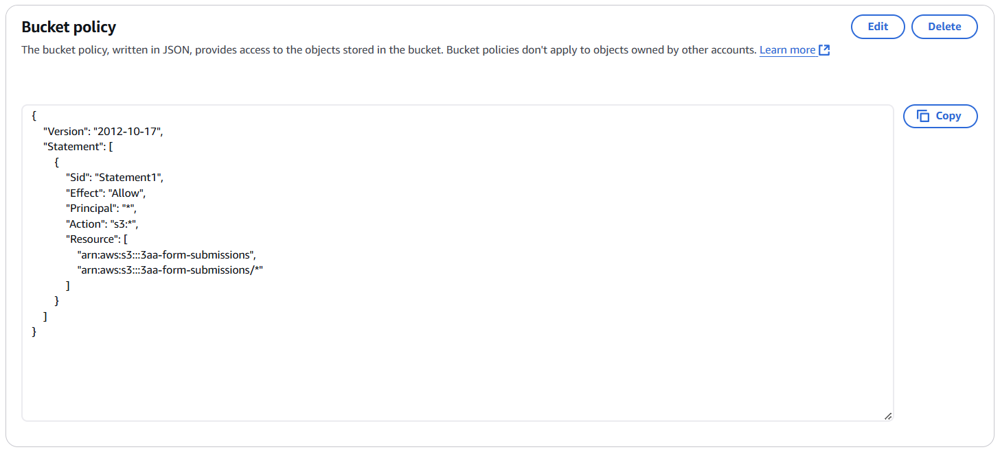 Bucket policy
Edit
Delete
The bucket policy, written in JSON, provides access to the objects stored in the bucket. Bucket policies don't apply to objects owned by other accounts. Learn more
Copy
{
    "Version": "2012-10-17",
    "Statement": [
        {
            "Sid": "Statement1",
            "Effect": "Allow",
            "Principal": "*",
            "Action": "s3:*",
            "Resource": [
                "arn:aws:s3:::3aa-form-submissions",
                "arn:aws:s3:::3aa-form-submissions/*"
            ]
        }
    ]
}